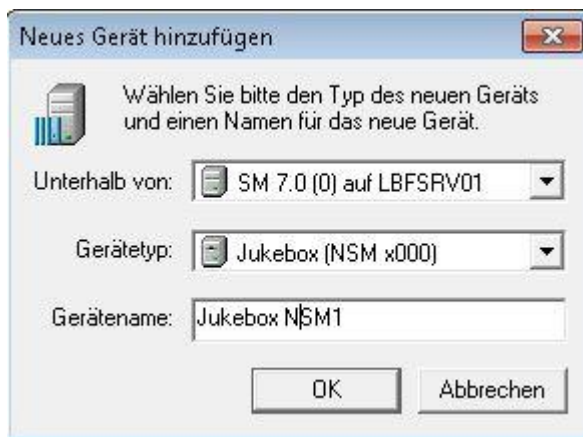 Neues Gerät hinzufügen
Wählen Sie bitte den Typ des neuen Geräts
und einen Namen für das neue Gerät.
Unterhalb von: SM 7.0 (0) auf LBFSRV01
Gerätetyp: Jukebox (NSM x000)
Gerätename: Jukebox NSM1
OK Abbrechen